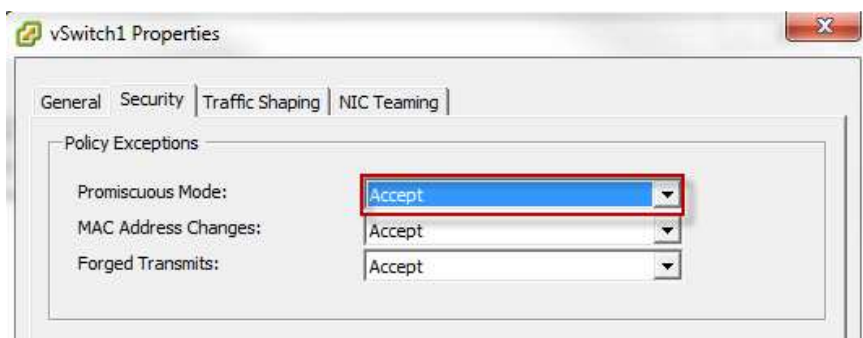 vSwitch1 Properties
General Security Traffic Shaping NIC Teaming
Policy Exceptions
Promiscuous Mode: Accept
MAC Address Changes: Accept
Forged Transmits: Accept